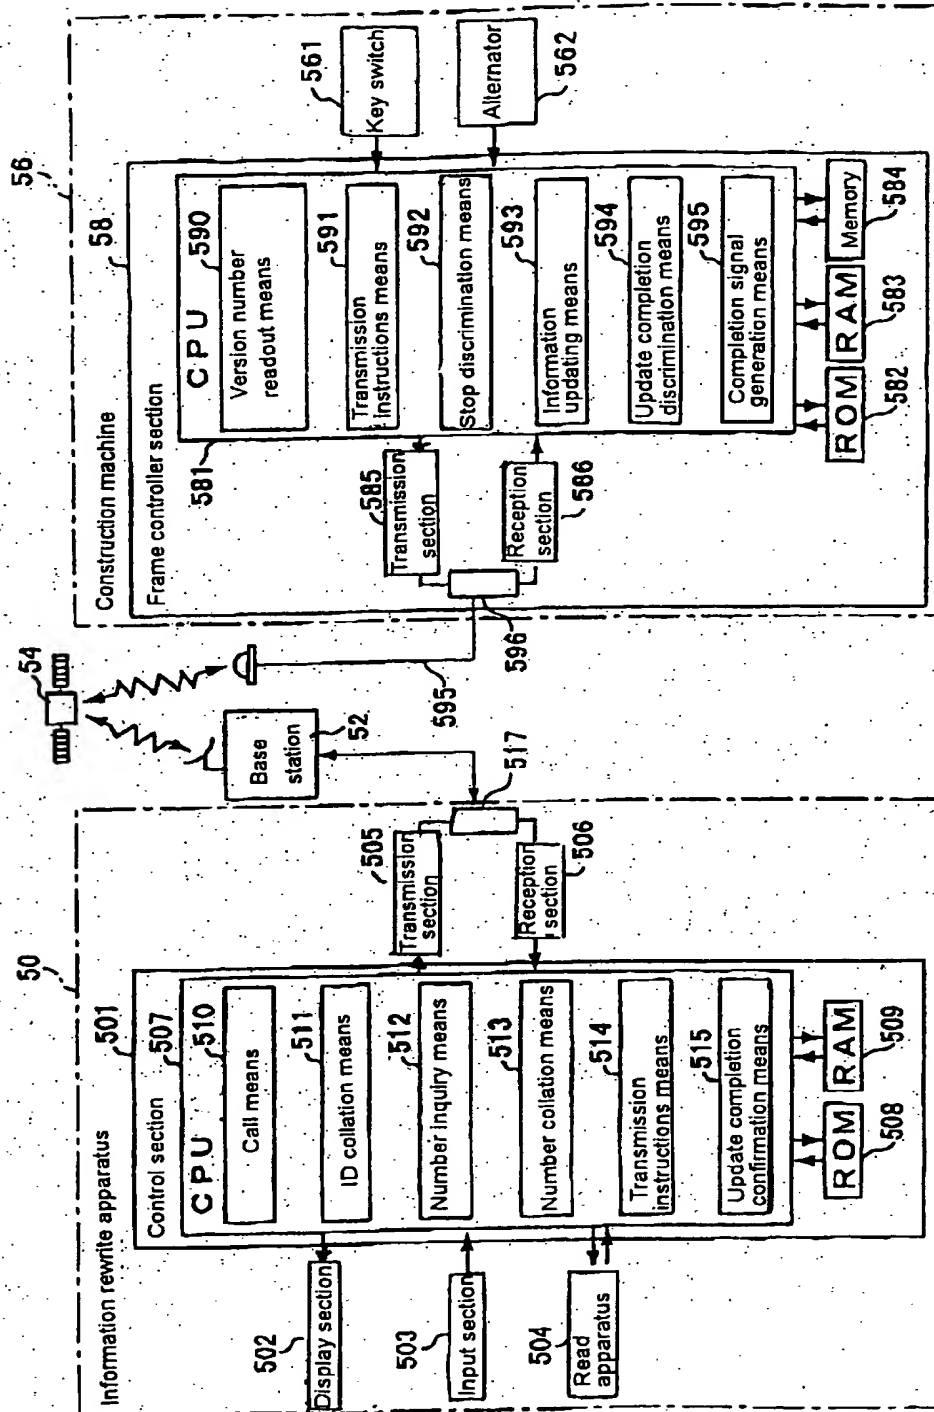 50
Information rewrite apparatus
501
Control section
507
CPU
510
Call means
511
ID collation means
512
Number inquiry means
513
Number collation means
514
Transmission
instructions means
515
Update completion
confirmation means
ROM
508
RAM
509
502
Display section
503
Input section
504
Read
apparatus
505
Transmission
section
506
Reception
section
517
Base
station
52
54
595
596
56
Construction machine
58
Frame controller section
581
CPU
590
Version number
readout means
591
Transmission
instructions means
592
Stop discrimination means
593
Information
updating means
594
Update completion
discrimination means
595
Completion signal
generation means
585
Transmission
section
586
Reception
section
ROM
582
RAM
583
Memory
584
561
Key switch
562
Alternator